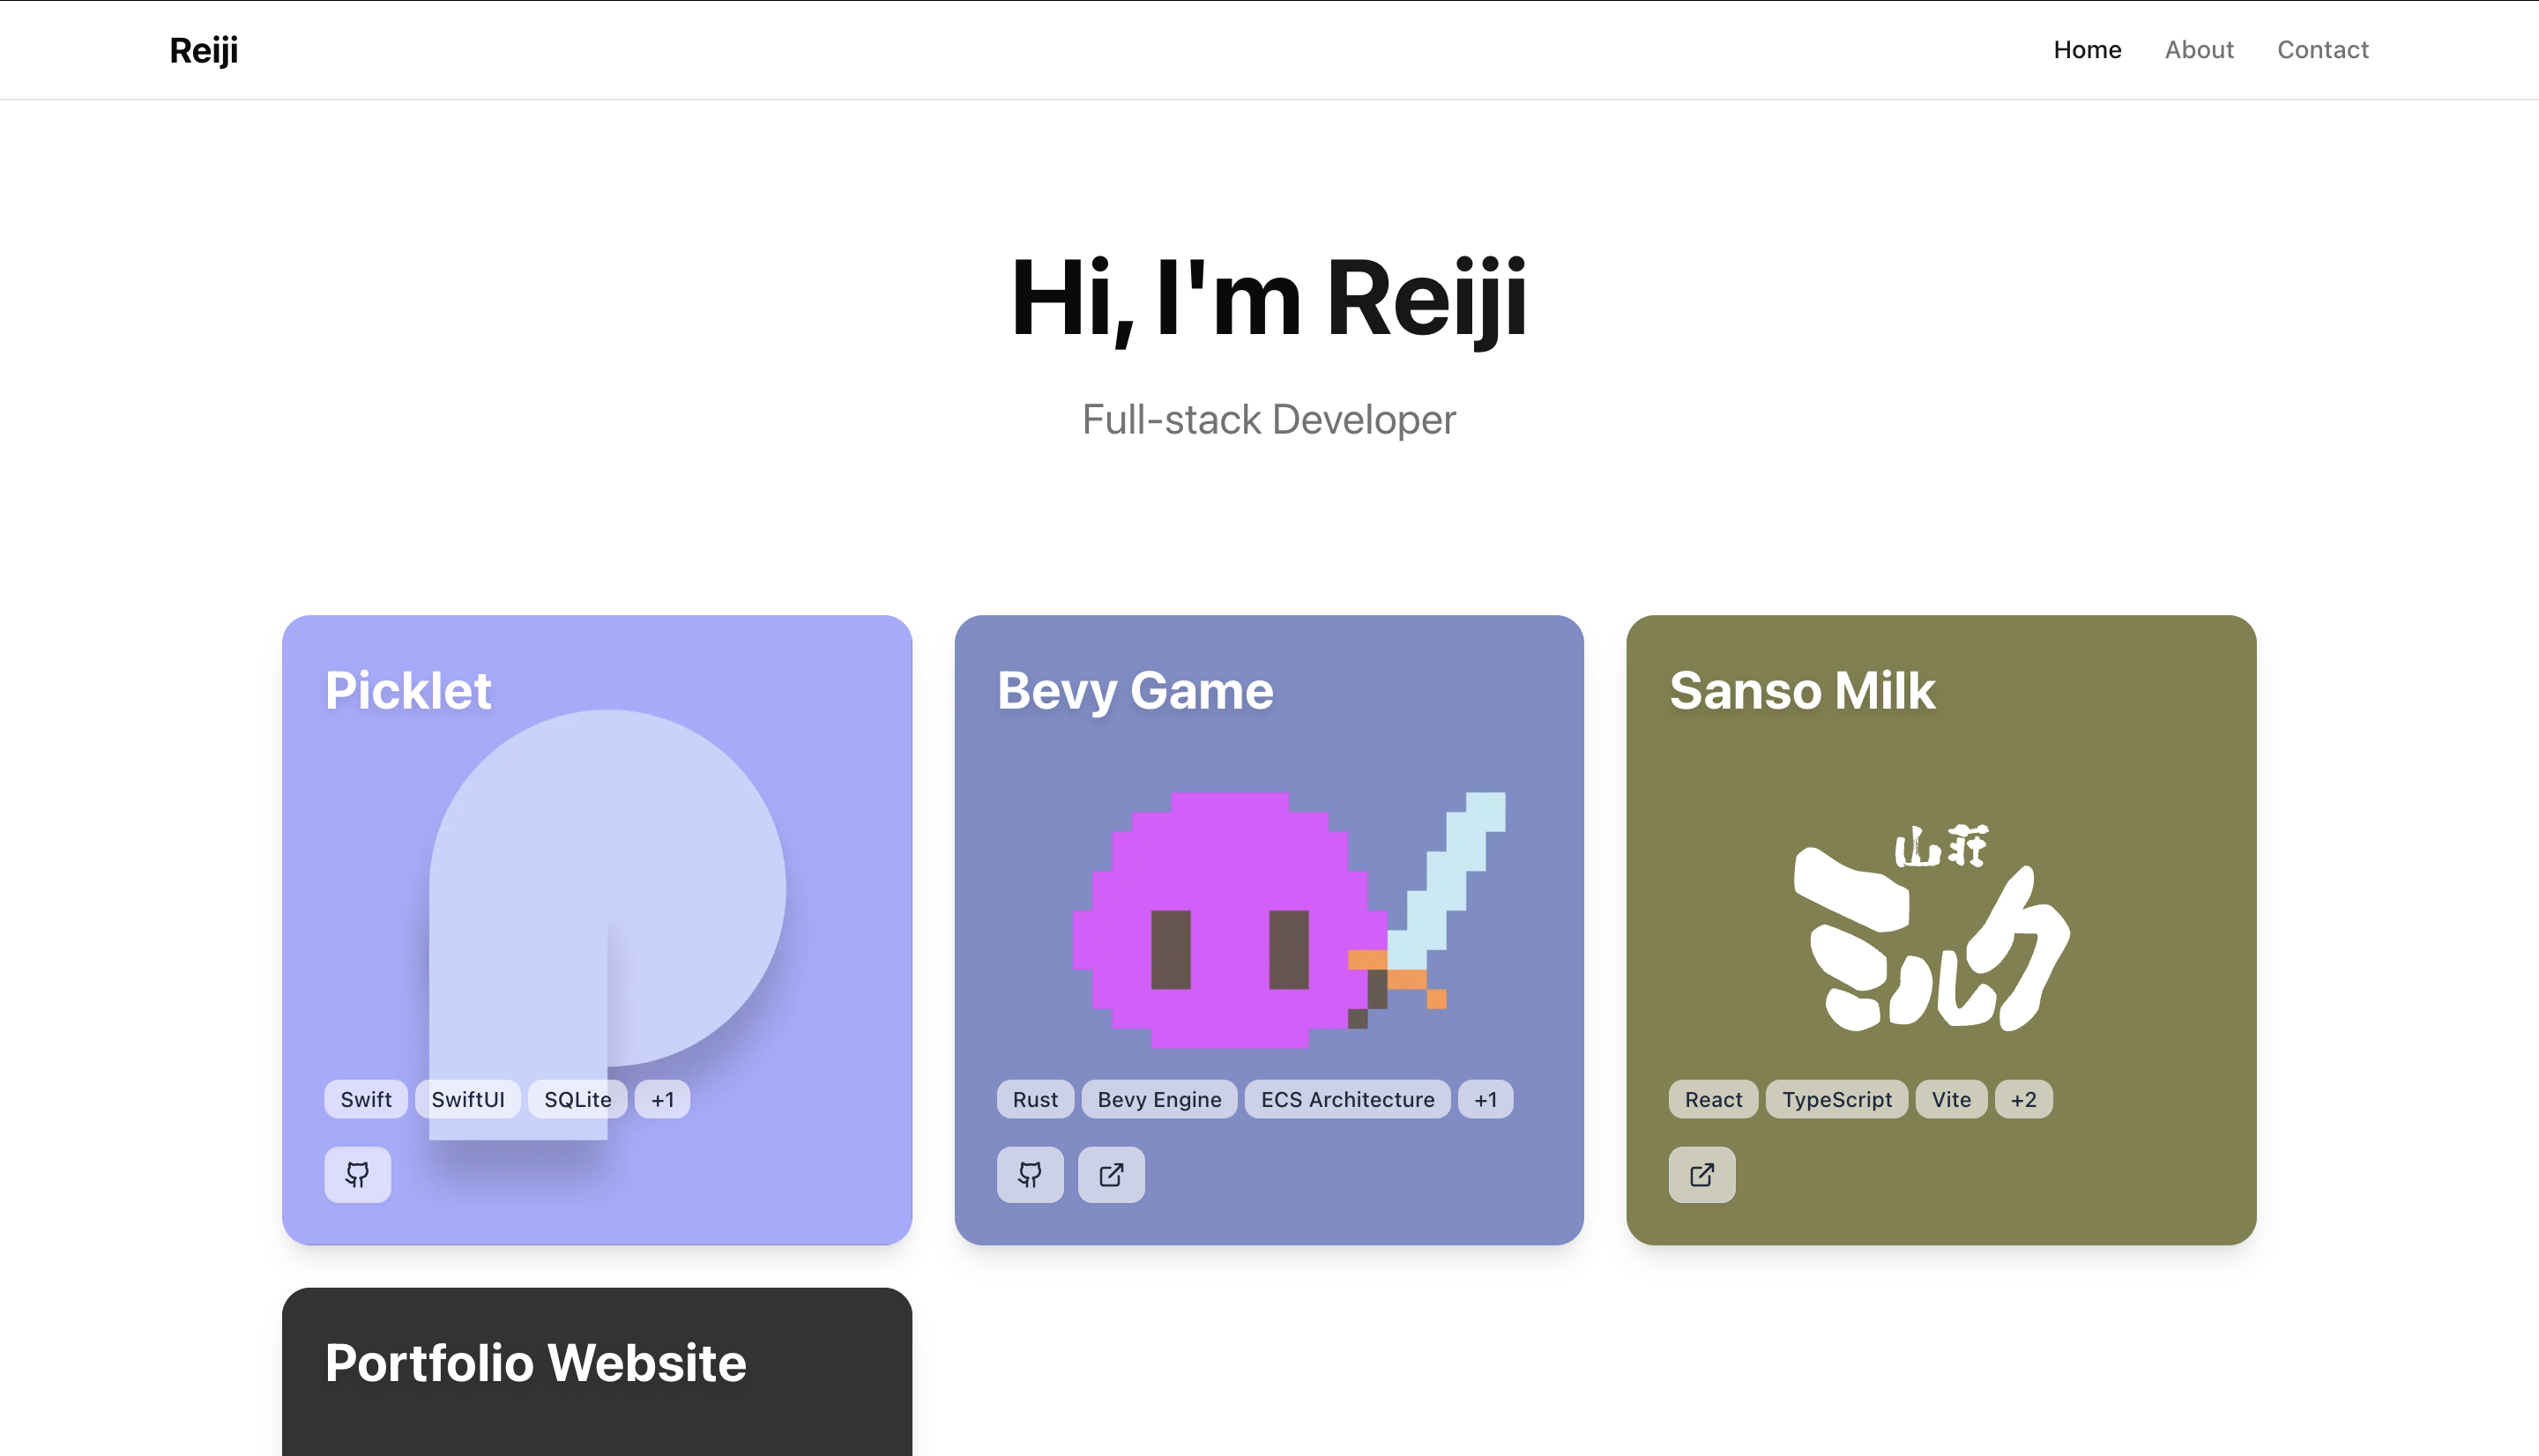 Reiji
Home About Contact
Hi, I'm Reiji
Full-stack Developer
Picklet
Swift SwiftUI SQLite +1
Bevy Game
Rust Bevy Engine ECS Architecture +1
Sanso Milk
山荘
ミルク
React TypeScript Vite +2
Portfolio Website